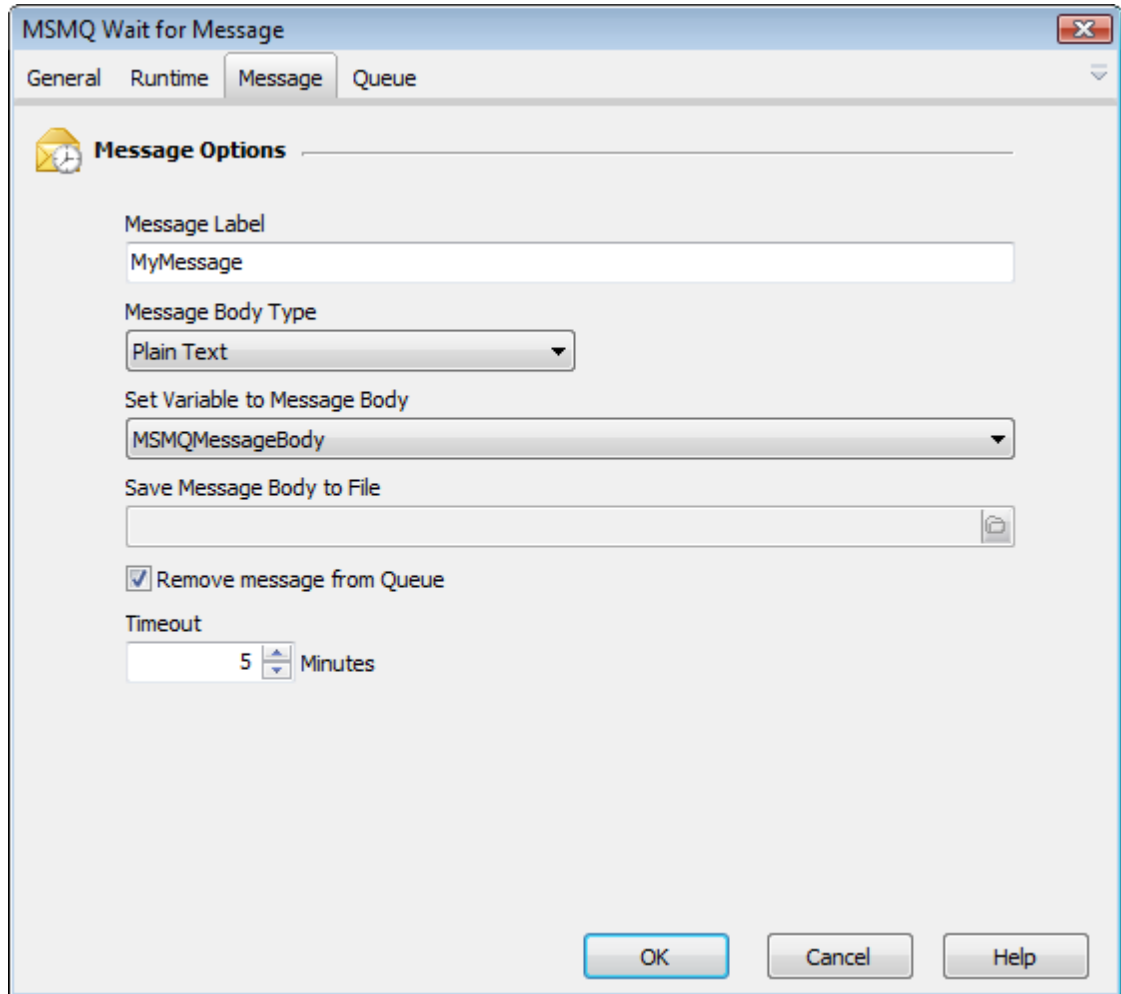 MSMQ Wait for Message
General Runtime Message Queue
Message Options
Message Label
MyMessage
Message Body Type
Plain Text
Set Variable to Message Body
MSMQMessageBody
Save Message Body to File
Remove message from Queue
Timeout
5 Minutes
OK Cancel Help